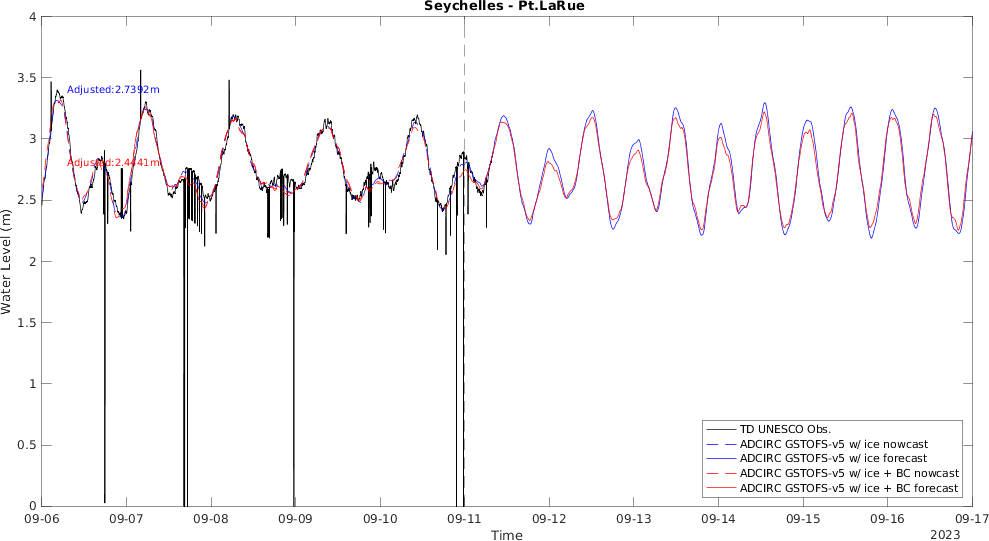 Seychelles - Pt.LaRue
4
3.5
3
2.5
2
1.5
1
0.5
0
Water Level (m)
Adjusted:2.7392m
Adjusted:2.4441m
TD UNESCO Obs.
ADCIRC GSTOFS-v5 w/ ice nowcast
ADCIRC GSTOFS-v5 w/ ice forecast
ADCIRC GSTOFS-v5 w/ ice + BC nowcast
ADCIRC GSTOFS-v5 w/ ice + BC forecast
09-06 09-07 09-08 09-09 09-10 09-11 09-12 09-13 09-14 09-15 09-16 09-17
Time
2023